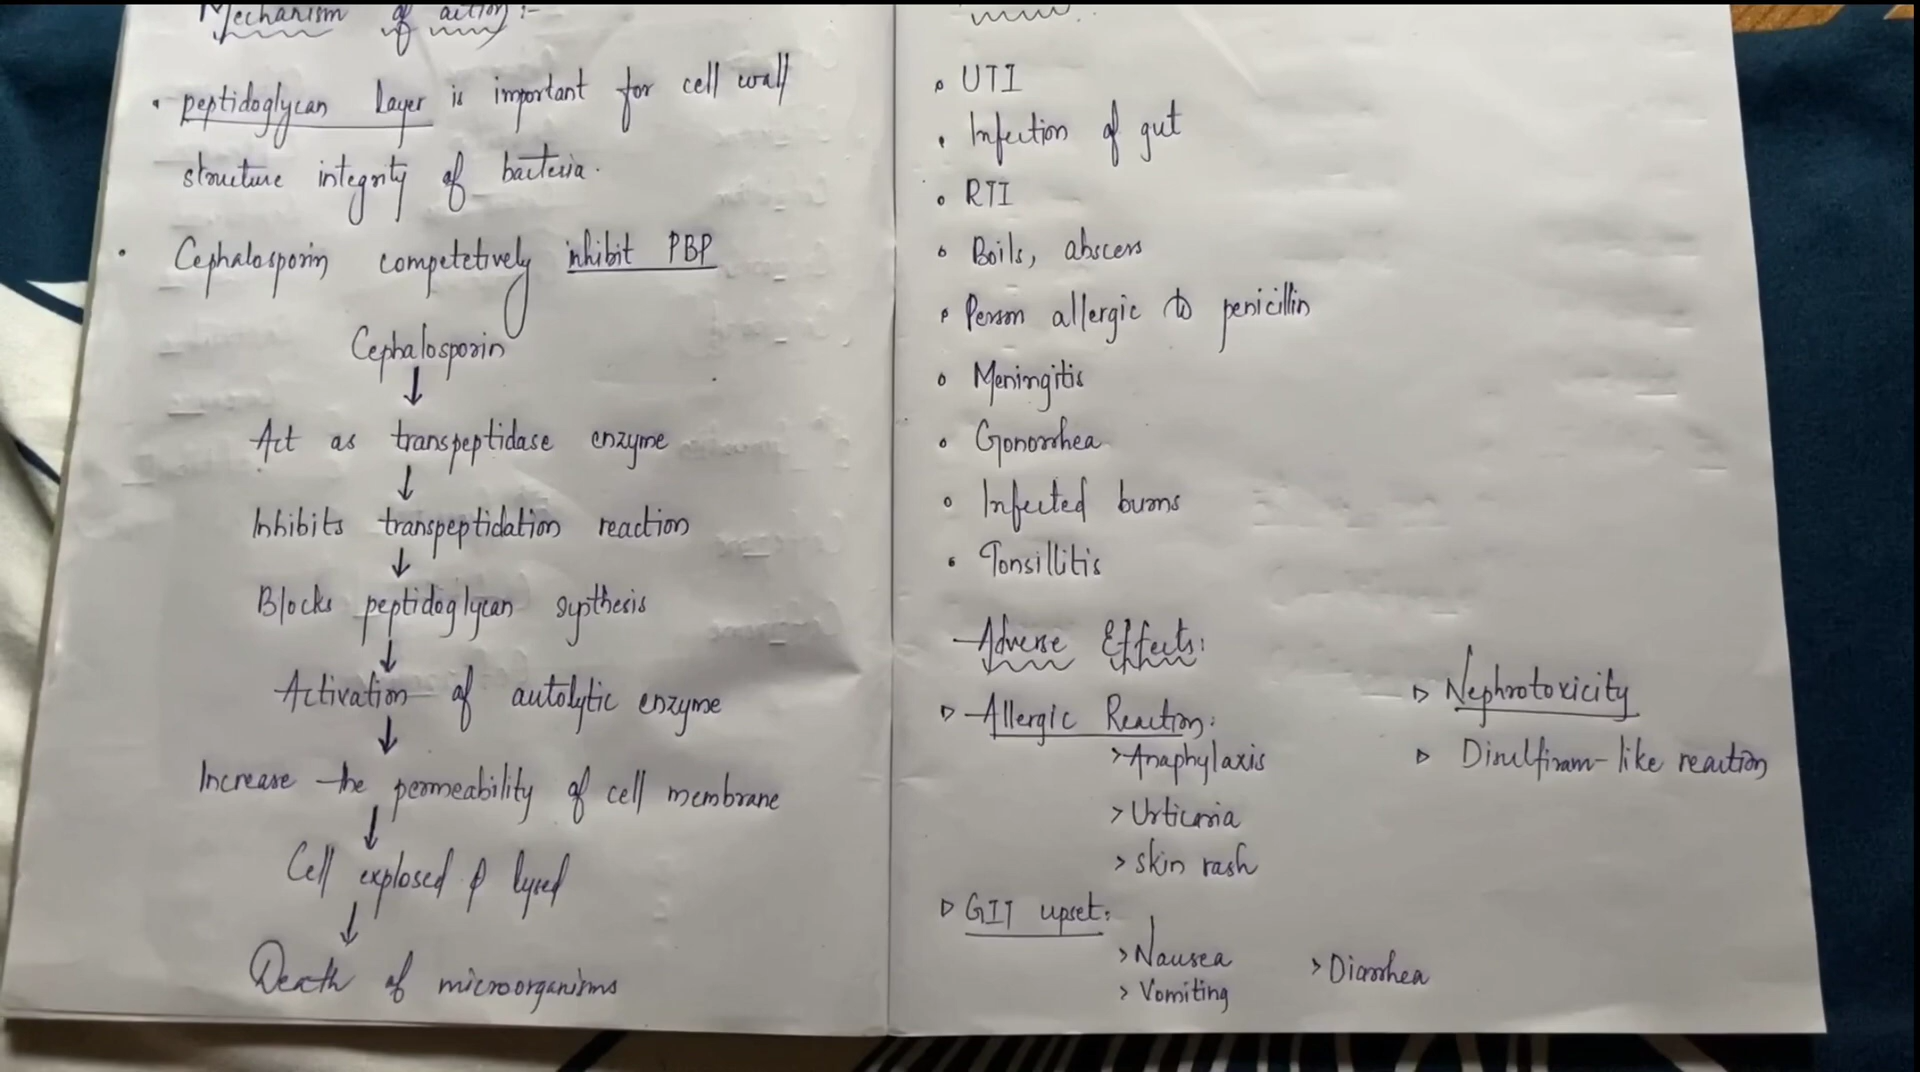 Mechanism of action:-
• peptidoglycan layer is important for cell wall
structure integrity of bacteria.
• Cephalosporin competetively inhibit PBP
Cephalosporin
↓
Act as transpeptidase enzyme
↓
Inhibits transpeptidation reaction
↓
Blocks peptidoglycan synthesis
↓
Activation of autolytic enzyme
↓
Increase the permeability of cell membrane
↓
Cell explosed & lysed
↓
Death of microorganisms
• UTI
• Infection of gut
• RTI
• Boils, abscess
• Person allergic to penicillin
• Meningitis
• Gonorrhea
• Infected burns
• Tonsillitis
Adverse Effects:
▷ Allergic Reaction:
> Anaphylaxis
> Urticaria
> skin rash
▷ GIT upset:
> Nausea
> Vomiting
> Diarrhea
▷ Nephrotoxicity
▷ Disulfiram-like reaction